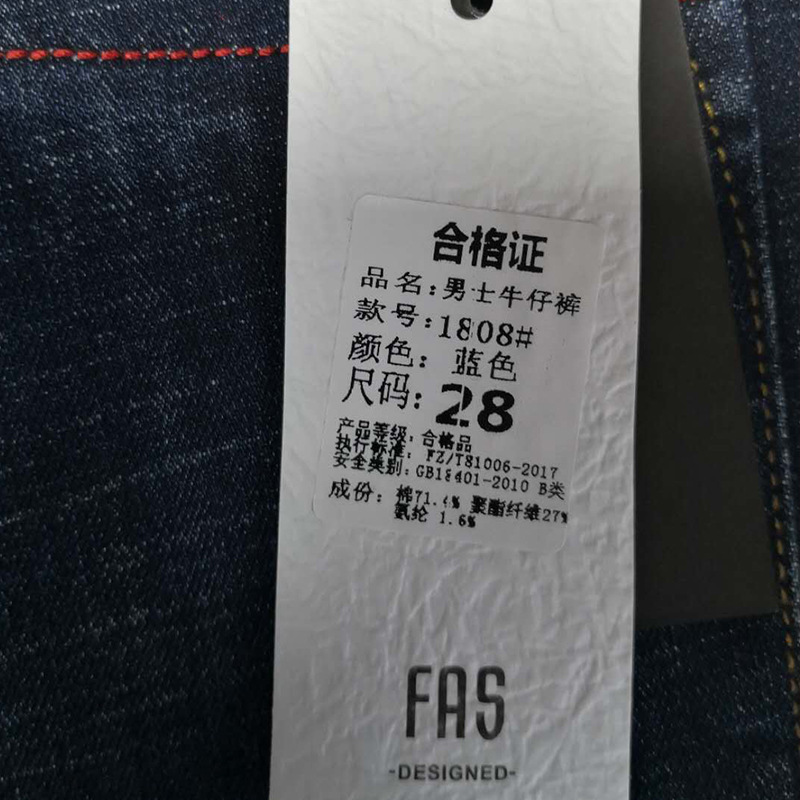 合格证
品名:男士牛仔裤
款号:1808#
颜色: 蓝色
尺码:28
产品等级: 合格品
执行标准: FZ/T81006-2017
安全类别:GB18401-2010 B类
成份: 棉71.4% 聚酯纤维27%
氨纶 1.6%
FAS
-DESIGNED-